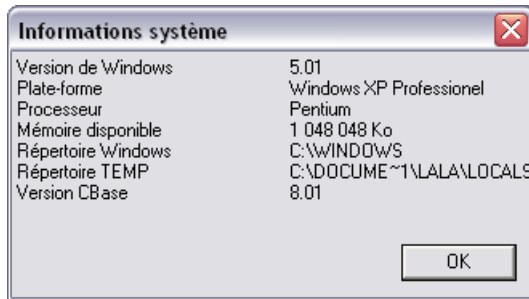 Informations système
Version de Windows 5.01
Plate-forme Windows XP Professionel
Processeur Pentium
Mémoire disponible 1 048 048 Ko
Répertoire Windows C:\WINDOWS
Répertoire TEMP C:\DOCUME~1\LALA\LOCALS
Version CBase 8.01
OK